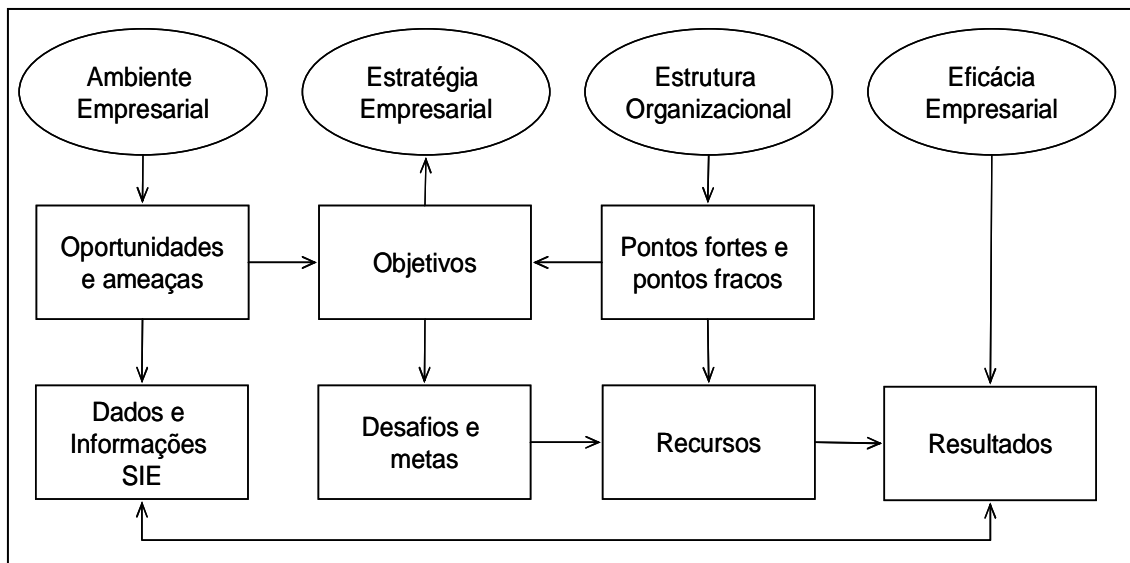 Ambiente
Empresarial
Estratégia
Empresarial
Estrutura
Organizacional
Eficácia
Empresarial
Oportunidades
e ameaças
Objetivos
Pontos fortes e
pontos fracos
Dados e
Informações
SIE
Desafios e
metas
Recursos
Resultados